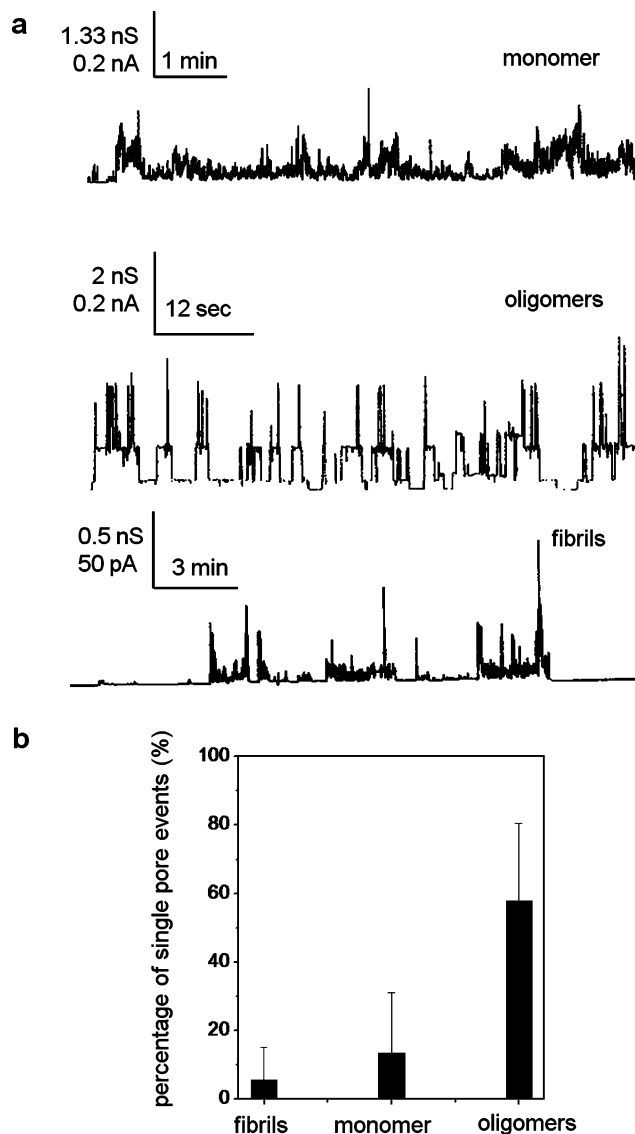 a
1.33 nS
0.2 nA
1 min
monomer
2 nS
0.2 nA
12 sec
oligomers
0.5 nS
50 pA
3 min
fibrils
b
percentage of single pore events (%)
100
80
60
40
20
0
fibrils
monomer
oligomers